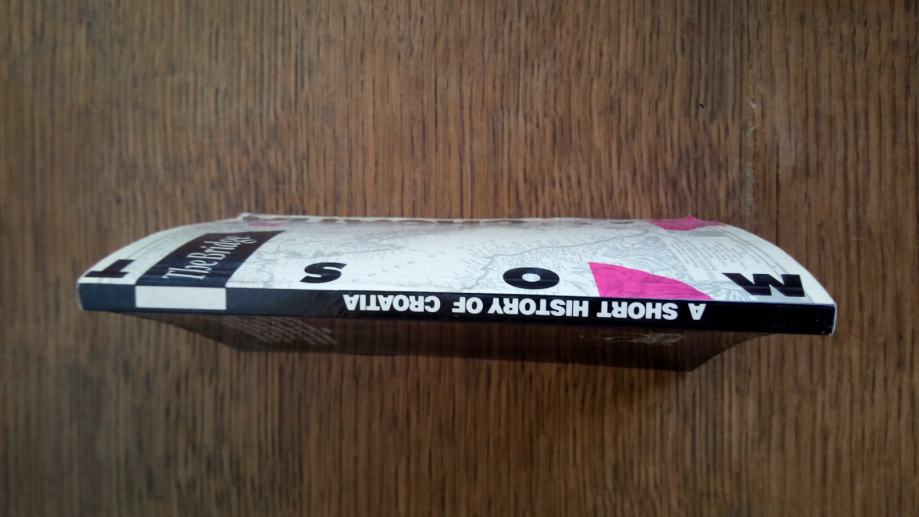 A SHORT HISTORY OF CROATIA
M
O
S
T
The Bridge